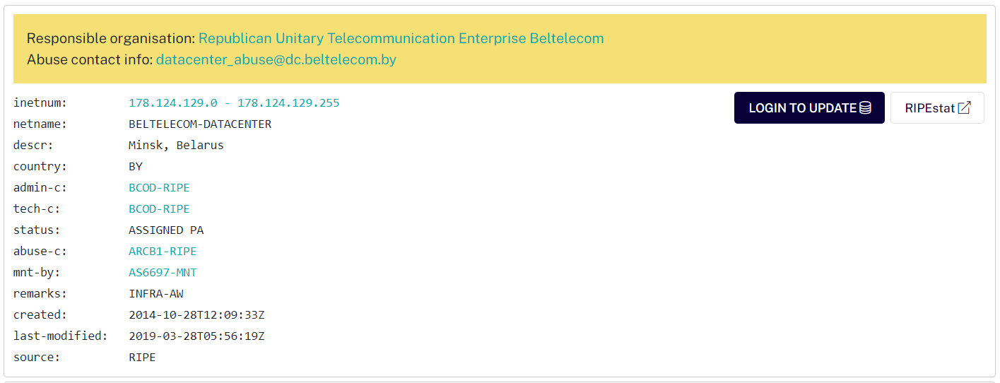 Responsible organisation: Republican Unitary Telecommunication Enterprise Beltelecom
Abuse contact info: datacenter_abuse@dc.beltelecom.by
inetnum: 178.124.129.0 - 178.124.129.255
LOGIN TO UPDATE RIPEstat
netname: BELTELECOM-DATACENTER
descr: Minsk, Belarus
country: BY
admin-c: BCOD-RIPE
tech-c: BCOD-RIPE
status: ASSIGNED PA
abuse-c: ARCB1-RIPE
mnt-by: AS6697-MNT
remarks: INFRA-AW
created: 2014-10-28T12:09:33Z
last-modified: 2019-03-28T05:56:19Z
source: RIPE